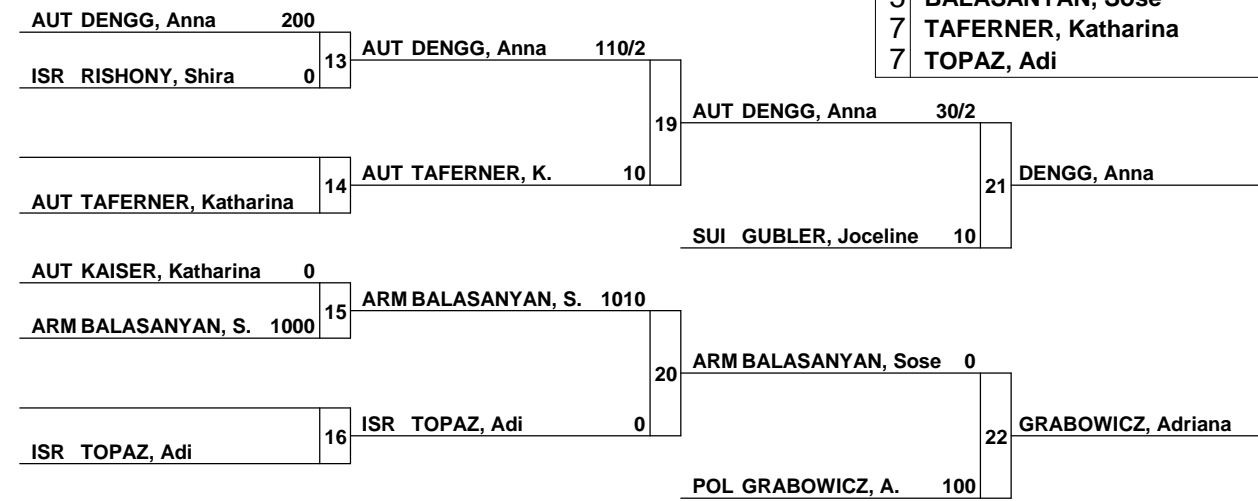 5 BALASANYAN, Sose
7 TAFERNER, Katharina
7 TOPAZ, Adi
AUT DENGG, Anna 200
13
ISR RISHONY, Shira 0
AUT DENGG, Anna 110/2
19
AUT DENGG, Anna 30/2
14
AUT TAFERNER, K. 10
AUT TAFERNER, Katharina
21
DENGG, Anna
SUI GUBLER, Joceline 10
AUT KAISER, Katharina 0
15
ARM BALASANYAN, S. 1000
ARM BALASANYAN, S. 1010
20
ARM BALASANYAN, Sose 0
16
ISR TOPAZ, Adi 0
ISR TOPAZ, Adi
22
GRABOWICZ, Adriana
POL GRABOWICZ, A. 100